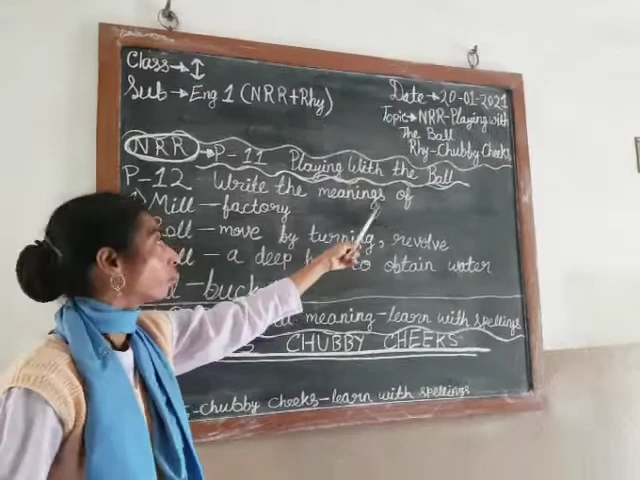 Class → I
Sub → Eng 1 (NRR+Rhy)
Date → 20-01-2021
Topic → NRR-Playing with
The Ball
Rhy-Chubby Cheeks
NRR → P-11 Playing With the Ball
P-12 Write the meanings of
Mill - factory
- move by turning, revolve
- a deep to obtain water
meaning-learn with spellings
CHUBBY CHEEKS
-chubby cheeks-learn with spellings